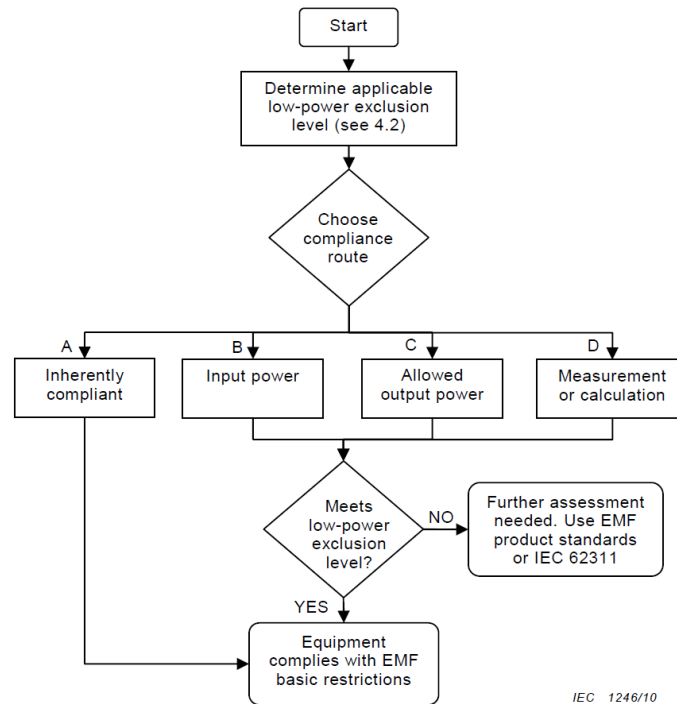 Start
Determine applicable
low-power exclusion
level (see 4.2)
Choose
compliance
route
A
B
C
D
Inherently
compliant
Input power
Allowed
output power
Measurement
or calculation
Meets
low-power
exclusion
level?
NO
Further assessment
needed. Use EMF
product standards
or IEC 62311
YES
Equipment
complies with EMF
basic restrictions
IEC 1246/10